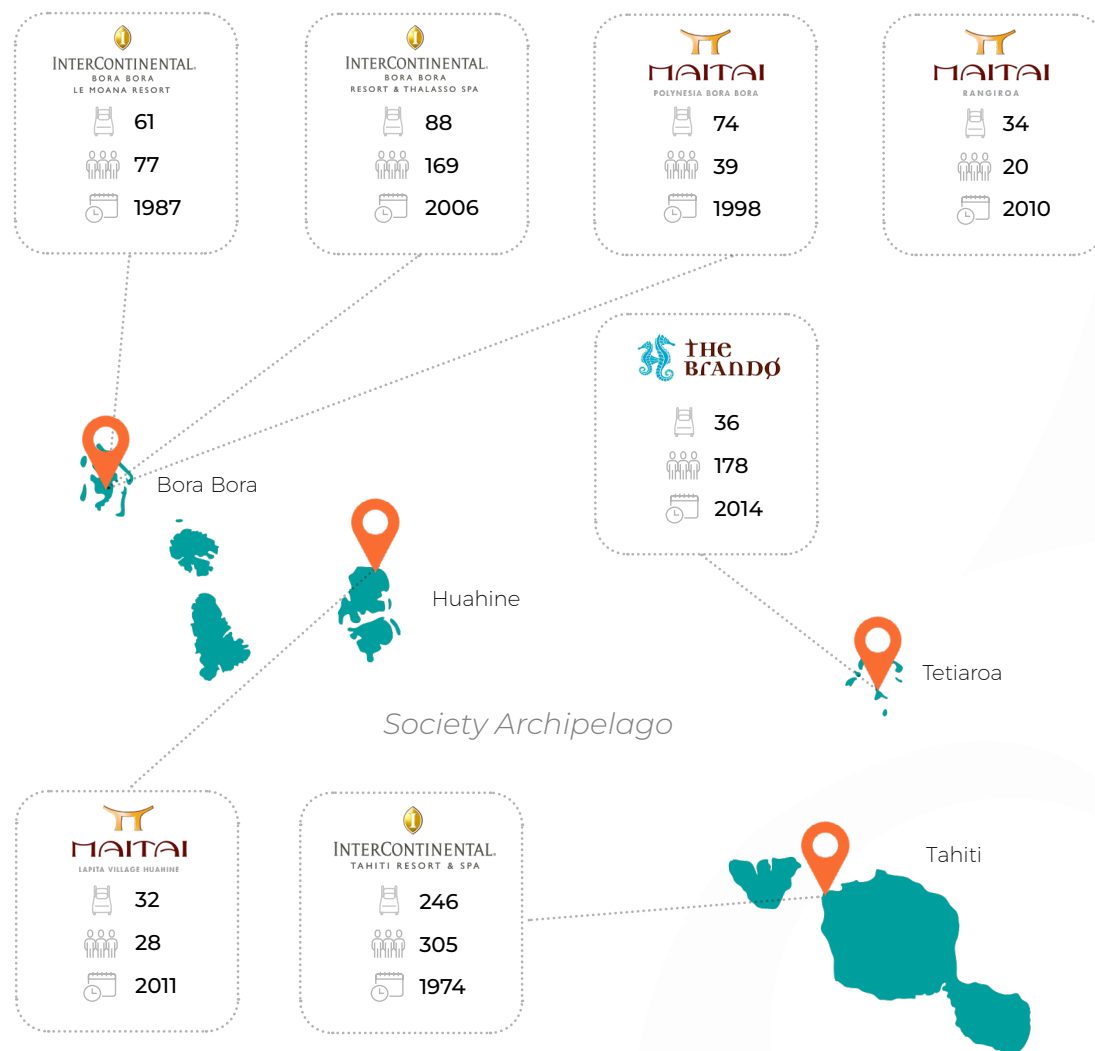 INTERCONTINENTAL®
BORA BORA
LE MOANA RESORT
61
77
1987
INTERCONTINENTAL®
BORA BORA
RESORT & THALASSO SPA
88
169
2006
MAITAI
POLYNESIA BORA BORA
74
39
1998
MAITAI
RANGIROA
34
20
2010
THE
BRANDØ
36
178
2014
Bora Bora
Huahine
Tetiaroa
Society Archipelago
MAITAI
LAPITA VILLAGE HUAHINE
32
28
2011
INTERCONTINENTAL®
TAHITI RESORT & SPA
246
305
1974
Tahiti